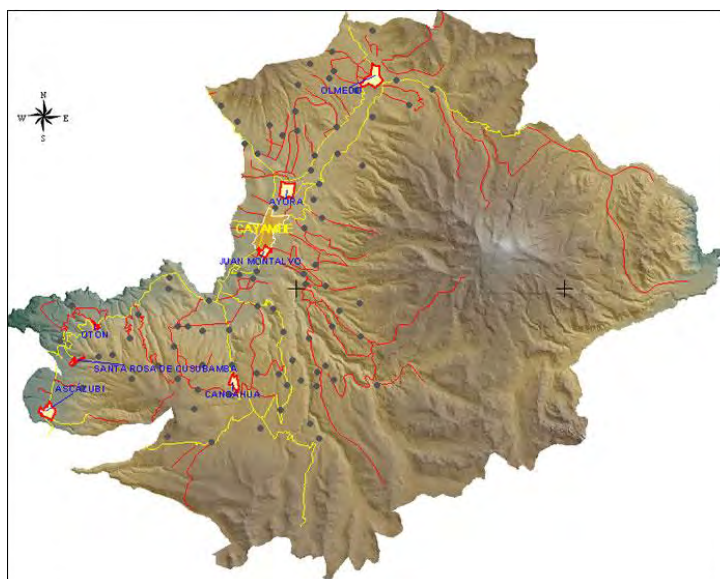 OLMEDO
N
W E
S
AYORA
CAYAMBE
JUAN MONTALVO
OTON
SANTA ROSA DE CUSUBAMBA
ASCAZUBI
CANGAHUA